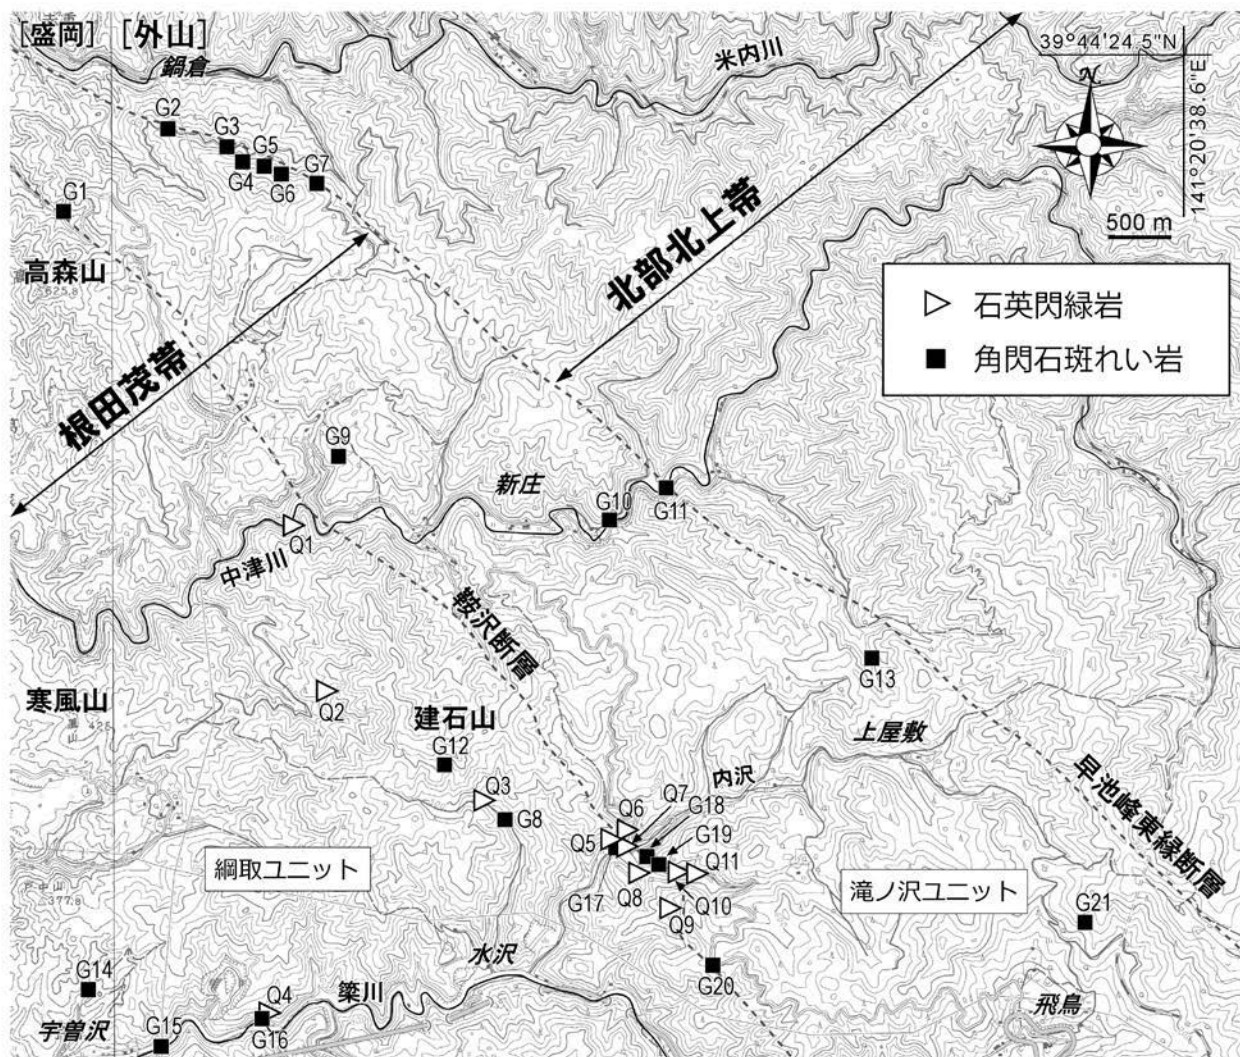 [盛岡] [外山]
鍋倉
米内川
39°44'24.5"N
141°20'38.6"E
N
500 m
G2
G3
G5
G7
G4
G6
G1
高森山
北部北上帯
石英閃緑岩
角閃石斑れい岩
根田茂帯
G9
新庄
G10
G11
Q1
中津川
鞍沢断層
G13
寒風山
Q2
建石山
上屋敷
G12
内沢
早池峰東縁断層
Q3
G8
Q6
Q7
G18
G19
Q5
Q11
綱取ユニット
滝ノ沢ユニット
G17
Q8
Q10
Q9
G21
水沢
G20
G14
Q4
簗川
飛鳥
宇曽沢
G15
G16
377.8